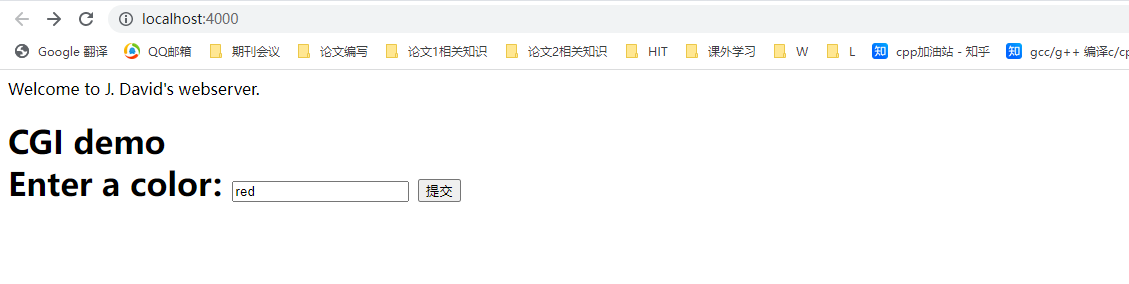 localhost:4000
Google 翻译 QQ邮箱 期刊会议 论文编写 论文1相关知识 论文2相关知识 HIT 课外学习 W L 知 cpp加油站 - 知乎 知 gcc/g++ 编译c/cp
Welcome to J. David's webserver.
CGI demo
Enter a color: red 提交